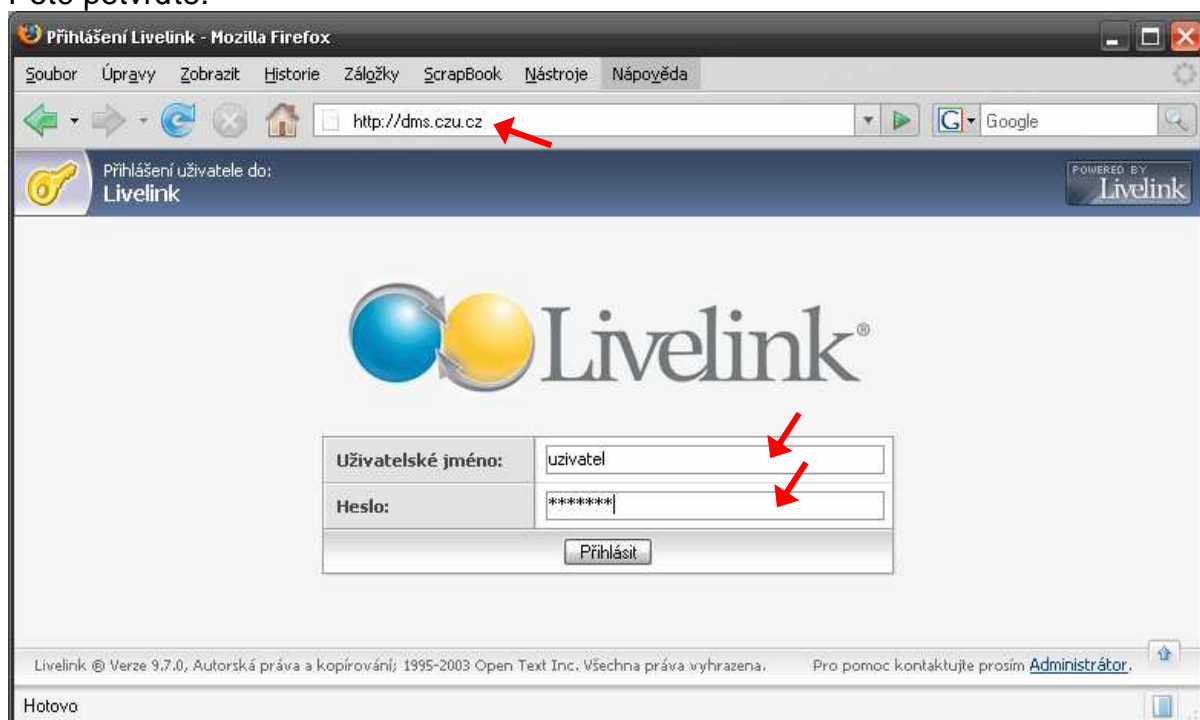 Poté potvrďte.
Přihlášení Livelink - Mozilla Firefox
Soubor Úpravy Zobrazit Historie Záložky ScrapBook Nástroje Nápověda
http://dms.czu.cz G Google
Přihlášení uživatele do:
Livelink
POWERED BY
Livelink
Livelink®
Uživatelské jméno: uzivatel
Heslo: *******
Přihlásit
Livelink ® Verze 9.7.0, Autorská práva a kopírování; 1995-2003 Open Text Inc. Všechna práva vyhrazena. Pro pomoc kontaktujte prosím Administrátor.
Hotovo